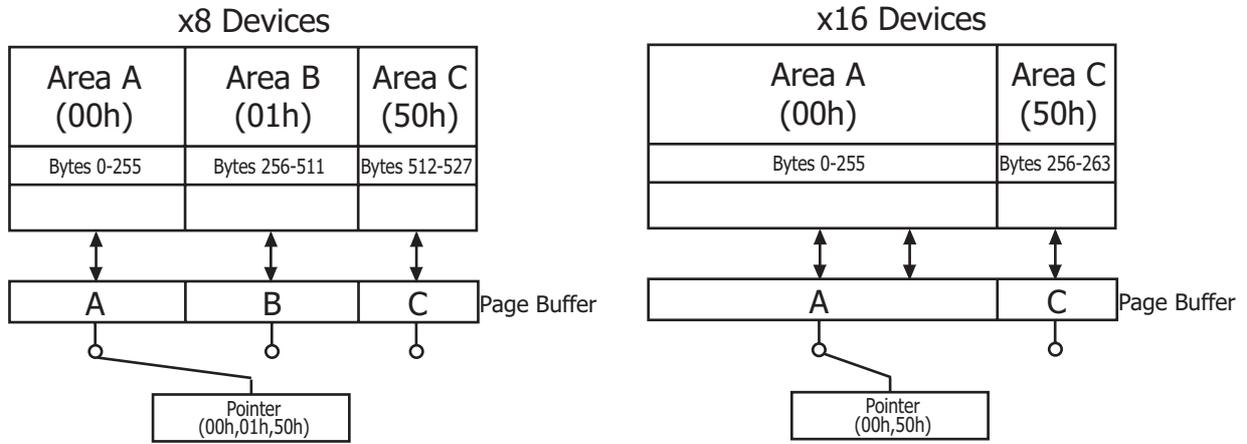 x8 Devices
Area A
(00h)
Area B
(01h)
Area C
(50h)
Bytes 0-255
Bytes 256-511
Bytes 512-527
A
B
C
Page Buffer
Pointer
(00h,01h,50h)
x16 Devices
Area A
(00h)
Area C
(50h)
Bytes 0-255
Bytes 256-263
A
C
Page Buffer
Pointer
(00h,50h)